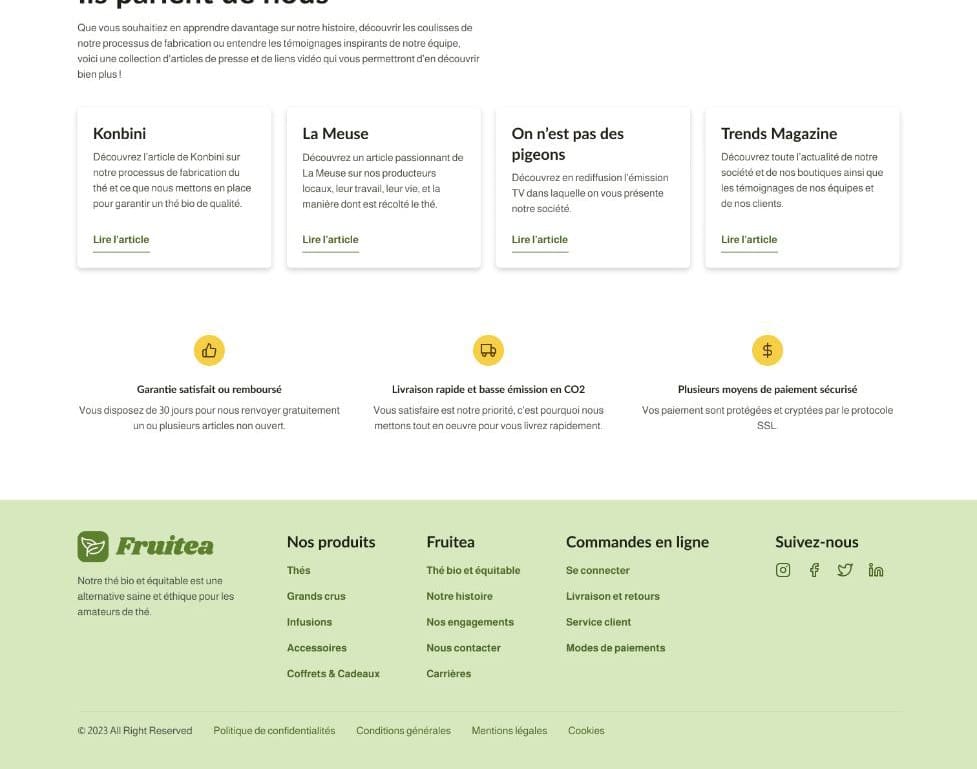 Ils parlent de nous
Que vous souhaitiez en apprendre davantage sur notre histoire, découvrir les coulisses de
notre processus de fabrication ou entendre les témoignages inspirants de notre équipe,
voici une collection d'articles de presse et de liens vidéo qui vous permettront d'en découvrir
bien plus !
Konbini
Découvrez l'article de Konbini sur
notre processus de fabrication du
thé et ce que nous mettons en place
pour garantir un thé bio de qualité.
Lire l'article
La Meuse
Découvrez un article passionnant de
La Meuse sur nos producteurs
locaux, leur travail, leur vie, et la
manière dont est récolté le thé.
Lire l'article
On n'est pas des
pigeons
Découvrez en rediffusion l'émission
TV dans laquelle on vous présente
notre société.
Lire l'article
Trends Magazine
Découvrez toute l'actualité de notre
société et de nos boutiques ainsi que
les témoignages de nos équipes et
de nos clients.
Lire l'article
Garantie satisfait ou remboursé
Vous disposez de 30 jours pour nous renvoyer gratuitement
un ou plusieurs articles non ouvert.
Livraison rapide et basse émission en CO2
Vous satisfaire est notre priorité, c'est pourquoi nous
mettons tout en oeuvre pour vous livrez rapidement.
Plusieurs moyens de paiement sécurisé
Vos paiement sont protégées et cryptées par le protocole
SSL.
Fruitea
Notre thé bio et équitable est une
alternative saine et éthique pour les
amateurs de thé.
Nos produits
Thés
Grands crus
Infusions
Accessoires
Coffrets & Cadeaux
Fruitea
Thé bio et équitable
Notre histoire
Nos engagements
Nous contacter
Carrières
Commandes en ligne
Se connecter
Livraison et retours
Service client
Modes de paiements
Suivez-nous
© 2023 All Right Reserved
Politique de confidentialités
Conditions générales
Mentions légales
Cookies